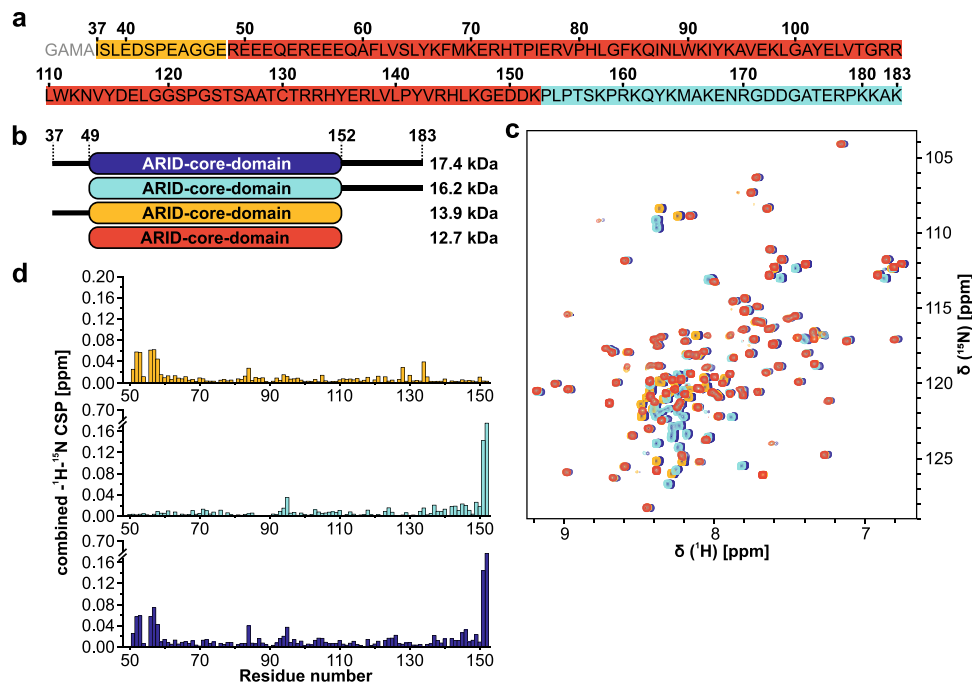 a
37 40 50 60 70 80 90 100
GAMAISLEDSPEAGGEREEEQEREEEQAFLVSLYKFMKERHTPIERVPHLGFKQINLWKIYKAVEKLGAYELVTGRR
110 120 130 140 150 160 170 180 183
LWKNVYDELGGSPGSTSAATCTRRHYERLVLPYVRHLKGEDDKPLPTSKPRKQYKMAKENRGDDGATERPKKAK
b
37 49 152 183
ARID-core-domain 17.4 kDa
ARID-core-domain 16.2 kDa
ARID-core-domain 13.9 kDa
ARID-core-domain 12.7 kDa
c
105
110
115
120
125
δ (¹⁵N) [ppm]
9 8 7
δ (¹H) [ppm]
d
combined -¹H-¹⁵N CSP [ppm]
0.20
0.16
0.12
0.08
0.04
0.00
50 70 90 110 130 150
0.70
0.16
0.12
0.08
0.04
0.00
50 70 90 110 130 150
0.70
0.16
0.12
0.08
0.04
0.00
50 70 90 110 130 150
Residue number